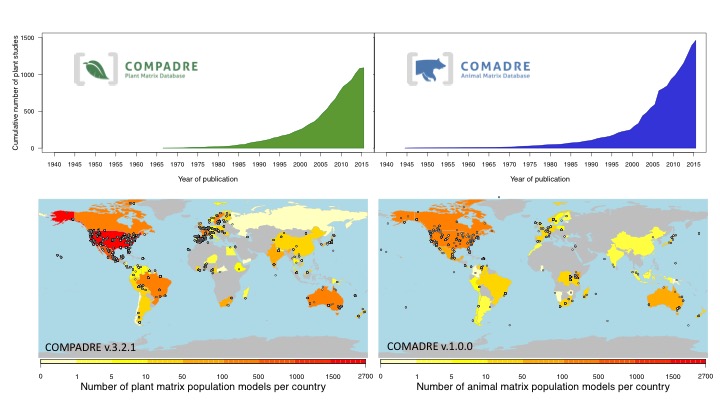 Cumulative number of plant studies
1500
1000
500
0
COMPADRE
Plant Matrix Database
COMADRE
Animal Matrix Database
1940 1945 1950 1955 1960 1965 1970 1975 1980 1985 1990 1995 2000 2005 2010 2015
1940 1945 1950 1955 1960 1965 1970 1975 1980 1985 1990 1995 2000 2005 2010 2015
Year of publication
Year of publication
COMPADRE v.3.2.1
COMADRE v.1.0.0
0 1 5 10 50 100 500 1000 1500 2700
0 1 5 10 50 100 500 1000 1500 2700
Number of plant matrix population models per country
Number of animal matrix population models per country